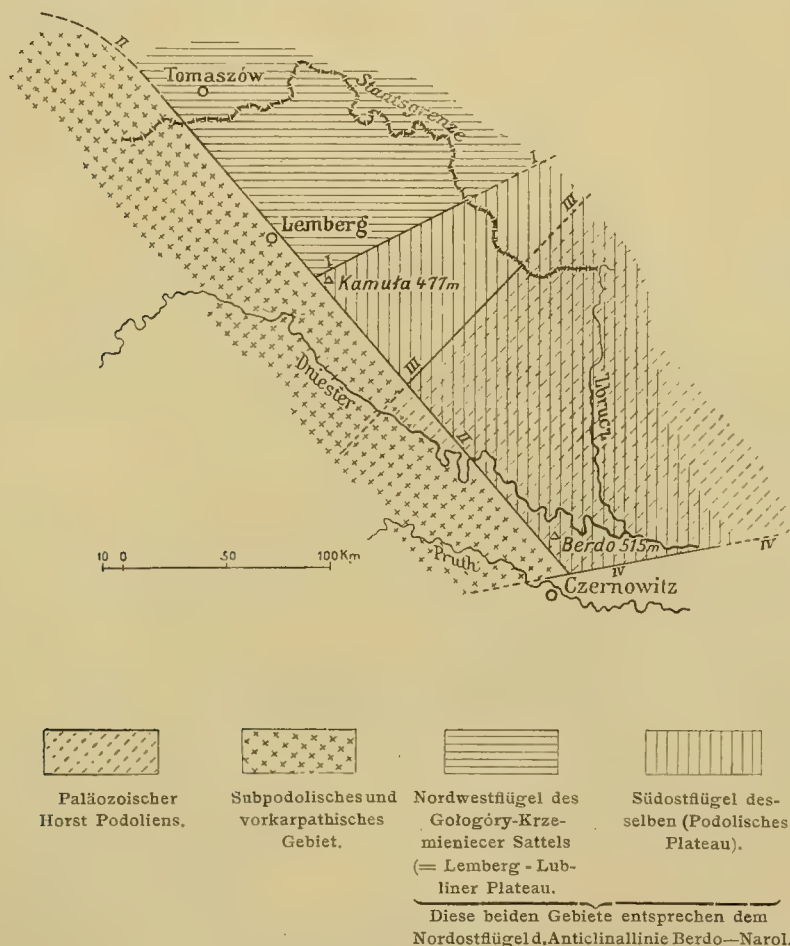 II
Tomaszów
Staatsgrenze
I
III
Lemberg
I
Kamuła 477m
III
Dniester
II
Zbrucz
10 0 50 100 Km
Berdo 515m
Pruth
IV
IV
Czernowitz
Paläozoischer
Horst Podoliens.
Subpodolisches und
vorkarpathisches
Gebiet.
Nordwestflügel des
Gołogóry-Krze-
mieniecer Sattels
(= Lemberg - Lub-
liner Plateau.
Südostflügel des-
selben (Podolisches
Plateau).
Diese beiden Gebiete entsprechen dem
Nordostflügel d. Anticlinallinie Berdo—Narol.